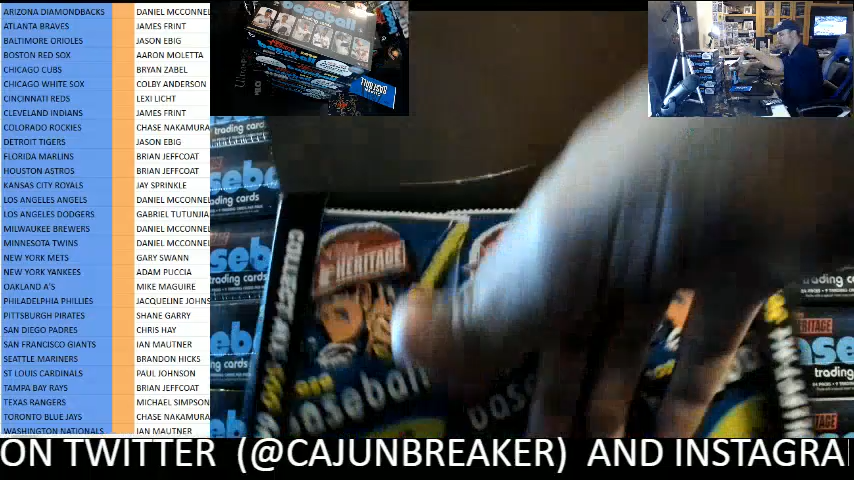 ARIZONA DIAMONDBACKS DANIEL MCCONNEL
ATLANTA BRAVES JAMES FRINT
BALTIMORE ORIOLES JASON EBIG
BOSTON RED SOX AARON MOLETTA
CHICAGO CUBS BRYAN ZABEL
CHICAGO WHITE SOX COLBY ANDERSON
CINCINNATI REDS LEXI LICHT
CLEVELAND INDIANS JAMES FRINT
COLORADO ROCKIES CHASE NAKAMURA
DETROIT TIGERS JASON EBIG
FLORIDA MARLINS BRIAN JEFFCOAT
HOUSTON ASTROS BRIAN JEFFCOAT
KANSAS CITY ROYALS JAY SPRINKLE
LOS ANGELES ANGELS DANIEL MCCONNEL
LOS ANGELES DODGERS GABRIEL TUTUNJIA
MILWAUKEE BREWERS DANIEL MCCONNEL
MINNESOTA TWINS DANIEL MCCONNEL
NEW YORK METS GARY SWANN
NEW YORK YANKEES ADAM PUCCIA
OAKLAND A'S MIKE MAGUIRE
PHILADELPHIA PHILLIES JACQUELINE JOHNS
PITTSBURGH PIRATES SHANE GARRY
SAN DIEGO PADRES CHRIS HAY
SAN FRANCISCO GIANTS IAN MAUTNER
SEATTLE MARINERS BRANDON HICKS
ST LOUIS CARDINALS PAUL JOHNSON
TAMPA BAY RAYS BRIAN JEFFCOAT
TEXAS RANGERS MICHAEL SIMPSON
TORONTO BLUE JAYS CHASE NAKAMURA
WASHINGTON NATIONALS IAN MAUTNER
baseball
trading cards
seb
trading cards
HERITAGE
COLLECT ALL 500
baseball
trading
ON TWITTER (@CAJUNBREAKER) AND INSTAGRA